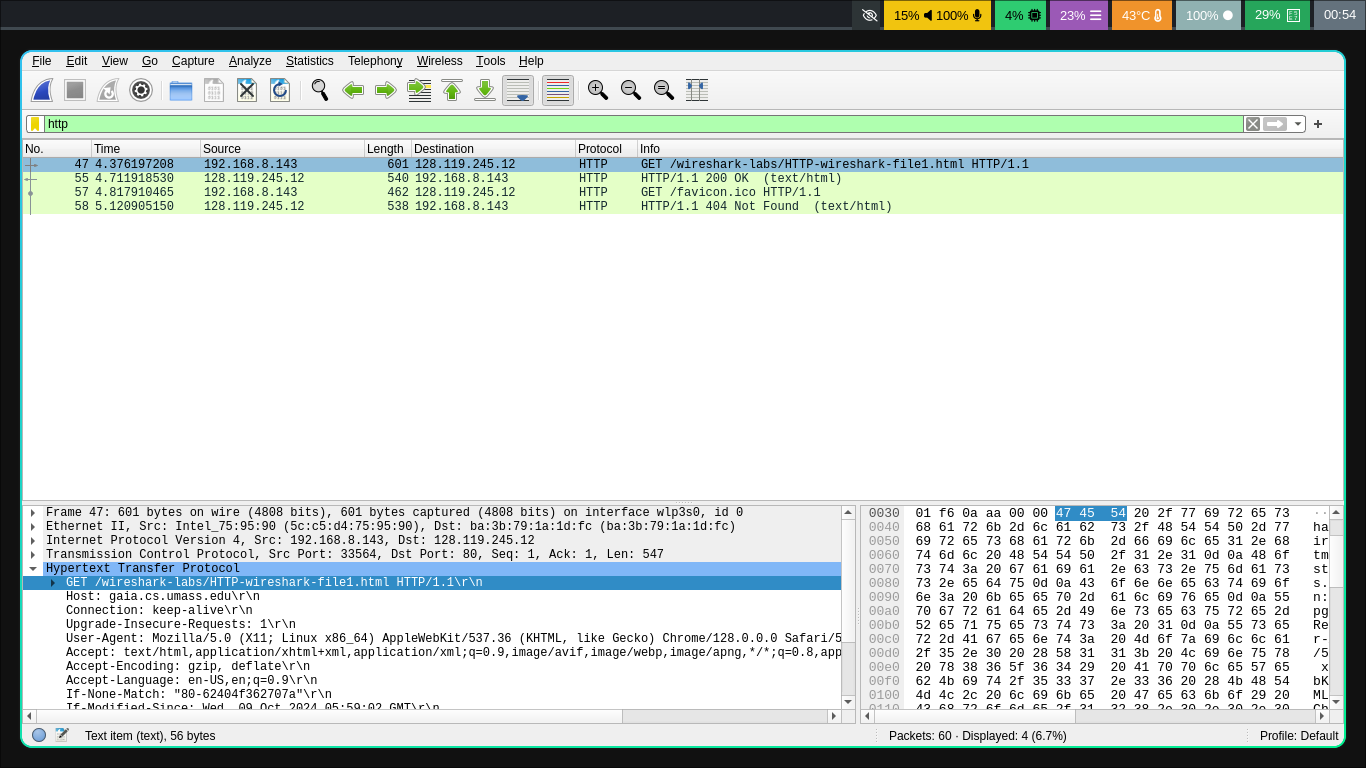 15% 100% 4% 23% 43°C 100% 29% 00:54
File Edit View Go Capture Analyze Statistics Telephony Wireless Tools Help
http
No. Time Source Length Destination Protocol Info
47 4.376197208 192.168.8.143 601 128.119.245.12 HTTP GET /wireshark-labs/HTTP-wireshark-file1.html HTTP/1.1
55 4.711918530 128.119.245.12 540 192.168.8.143 HTTP HTTP/1.1 200 OK (text/html)
57 4.817910465 192.168.8.143 462 128.119.245.12 HTTP GET /favicon.ico HTTP/1.1
58 5.120905150 128.119.245.12 538 192.168.8.143 HTTP HTTP/1.1 404 Not Found (text/html)
Frame 47: 601 bytes on wire (4808 bits), 601 bytes captured (4808 bits) on interface wlp3s0, id 0
Ethernet II, Src: Intel_75:95:90 (5c:c5:d4:75:95:90), Dst: ba:3b:79:1a:1d:fc (ba:3b:79:1a:1d:fc)
Internet Protocol Version 4, Src: 192.168.8.143, Dst: 128.119.245.12
Transmission Control Protocol, Src Port: 33564, Dst Port: 80, Seq: 1, Ack: 1, Len: 547
Hypertext Transfer Protocol
GET /wireshark-labs/HTTP-wireshark-file1.html HTTP/1.1\r\n
Host: gaia.cs.umass.edu\r\n
Connection: keep-alive\r\n
Upgrade-Insecure-Requests: 1\r\n
User-Agent: Mozilla/5.0 (X11; Linux x86_64) AppleWebKit/537.36 (KHTML, like Gecko) Chrome/128.0.0.0 Safari/5
Accept: text/html,application/xhtml+xml,application/xml;q=0.9,image/avif,image/webp,image/apng,*/*;q=0.8,app
Accept-Encoding: gzip, deflate\r\n
Accept-Language: en-US,en;q=0.9\r\n
If-None-Match: "80-62404f362707a"\r\n
If-Modified-Since: Wed, 09 Oct 2024 05:59:02 GMT\r\n
0030 01 f6 0a aa 00 00 47 45 54 20 2f 77 69 72 65 73 ··
0040 68 61 72 6b 2d 6c 61 62 73 2f 48 54 54 50 2d 77 ha
0050 69 72 65 73 68 61 72 6b 2d 66 69 6c 65 31 2e 68 ir
0060 74 6d 6c 20 48 54 54 50 2f 31 2e 31 0d 0a 48 6f tm
0070 73 74 3a 20 67 61 69 61 2e 63 73 2e 75 6d 61 73 st
0080 73 2e 65 64 75 0d 0a 43 6f 6e 6e 65 63 74 69 6f s.
0090 6e 3a 20 6b 65 65 70 2d 61 6c 69 76 65 0d 0a 55 n:
00a0 70 67 72 61 64 65 2d 49 6e 73 65 63 75 72 65 2d pg
00b0 52 65 71 75 65 73 74 73 3a 20 31 0d 0a 55 73 65 Re
00c0 72 2d 41 67 65 6e 74 3a 20 4d 6f 7a 69 6c 6c 61 r-
00d0 2f 35 2e 30 20 28 58 31 31 3b 20 4c 69 6e 75 78 /5
00e0 20 78 38 36 5f 36 34 29 20 41 70 70 6c 65 57 65 x
00f0 62 4b 69 74 2f 35 33 37 2e 33 36 20 28 4b 48 54 bK
0100 4d 4c 2c 20 6c 69 6b 65 20 47 65 63 6b 6f 29 20 ML
0110 43 68 72 6f 6d 65 2f 31 32 38 2e 30 2e 30 2e 30 Ch
Text item (text), 56 bytes
Packets: 60 · Displayed: 4 (6.7%)
Profile: Default